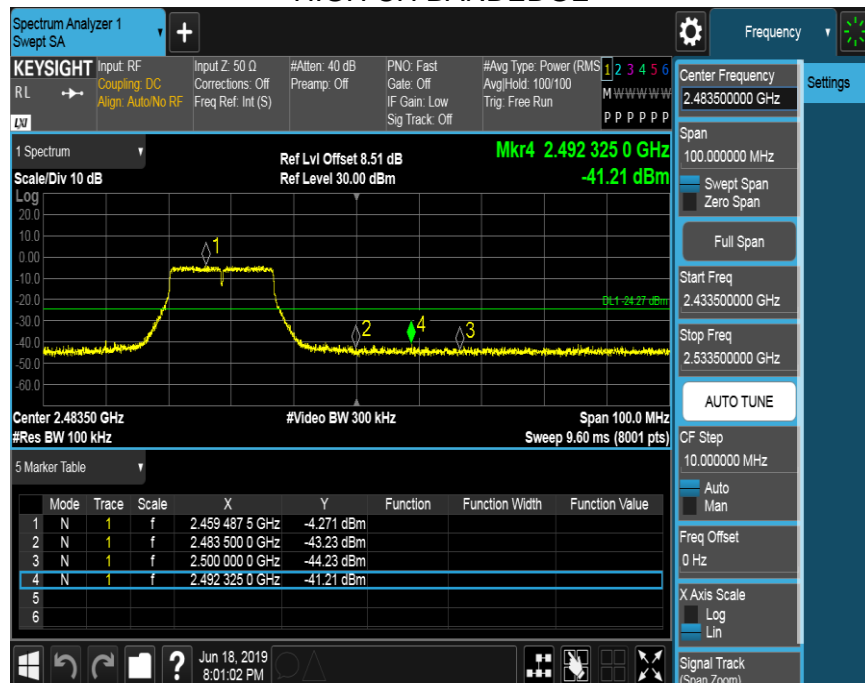 Spectrum Analyzer 1
Swept SA
Frequency
KEYSIGHT Input: RF Input Z: 50 Ω #Atten: 40 dB PNO: Fast #Avg Type: Power (RMS 1 2 3 4 5 6
RL Coupling: DC Corrections: Off Preamp: Off Gate: Off Avg|Hold: 100/100 M W W W W W
Align: Auto/No RF Freq Ref: Int (S) IF Gain: Low Trig: Free Run
LXI Sig Track: Off P P P P P P
Center Frequency
2.483500000 GHz
Settings
1 Spectrum
Ref Lvl Offset 8.51 dB
Mkr4 2.492 325 0 GHz
Scale/Div 10 dB
Ref Level 30.00 dBm
-41.21 dBm
Log
20.0
10.0
0.00
-10.0
-20.0
-30.0
-40.0
-50.0
-60.0
1
DL1 -24.27 dBm
2
4
3
Center 2.48350 GHz #Video BW 300 kHz Span 100.0 MHz
#Res BW 100 kHz Sweep 9.60 ms (8001 pts)
Span
100.000000 MHz
Swept Span
Zero Span
Full Span
Start Freq
2.433500000 GHz
Stop Freq
2.533500000 GHz
AUTO TUNE
CF Step
10.000000 MHz
Auto
Man
Freq Offset
0 Hz
X Axis Scale
Log
Lin
Signal Track
(Span Zoom)
5 Marker Table
Mode Trace Scale X Y Function Function Width Function Value
1 N 1 f 2.459 487 5 GHz -4.271 dBm
2 N 1 f 2.483 500 0 GHz -43.23 dBm
3 N 1 f 2.500 000 0 GHz -44.23 dBm
4 N 1 f 2.492 325 0 GHz -41.21 dBm
5
6
?
Jun 18, 2019
8:01:02 PM